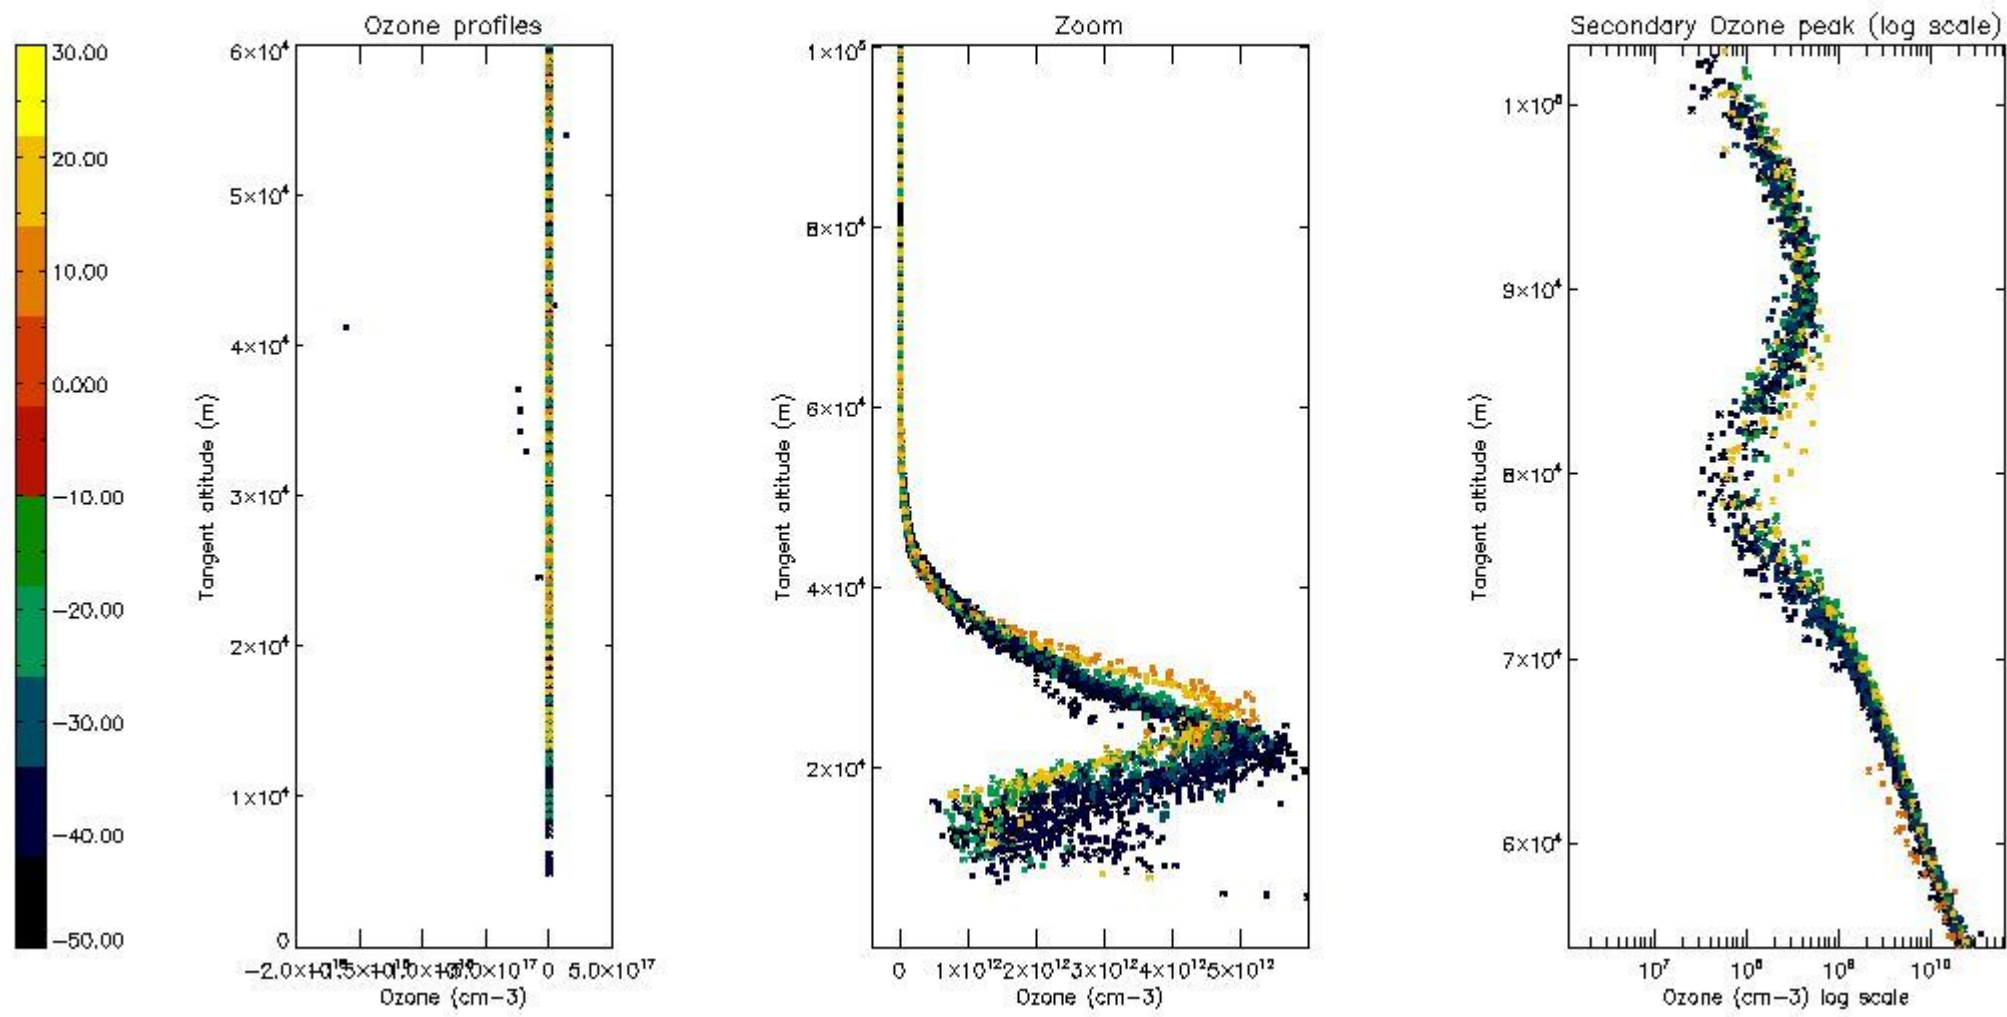 Ozone profiles
Zoom
Secondary Ozone peak (log scale)
30.00
20.00
10.00
0.000
−10.00
−20.00
−30.00
−40.00
−50.00
6×10⁴
5×10⁴
4×10⁴
3×10⁴
2×10⁴
1×10⁴
0
Tangent altitude (m)
0 5.0×10¹⁷
Ozone (cm−3)
1×10⁵
8×10⁴
6×10⁴
4×10⁴
2×10⁴
Tangent altitude (m)
0 1×10¹² 2×10¹² 3×10¹² 4×10¹² 5×10¹²
Ozone (cm−3)
9×10⁴
8×10⁴
7×10⁴
6×10⁴
Tangent altitude (m)
10⁷ 10⁸ 10⁹ 10¹⁰
Ozone (cm−3) log scale